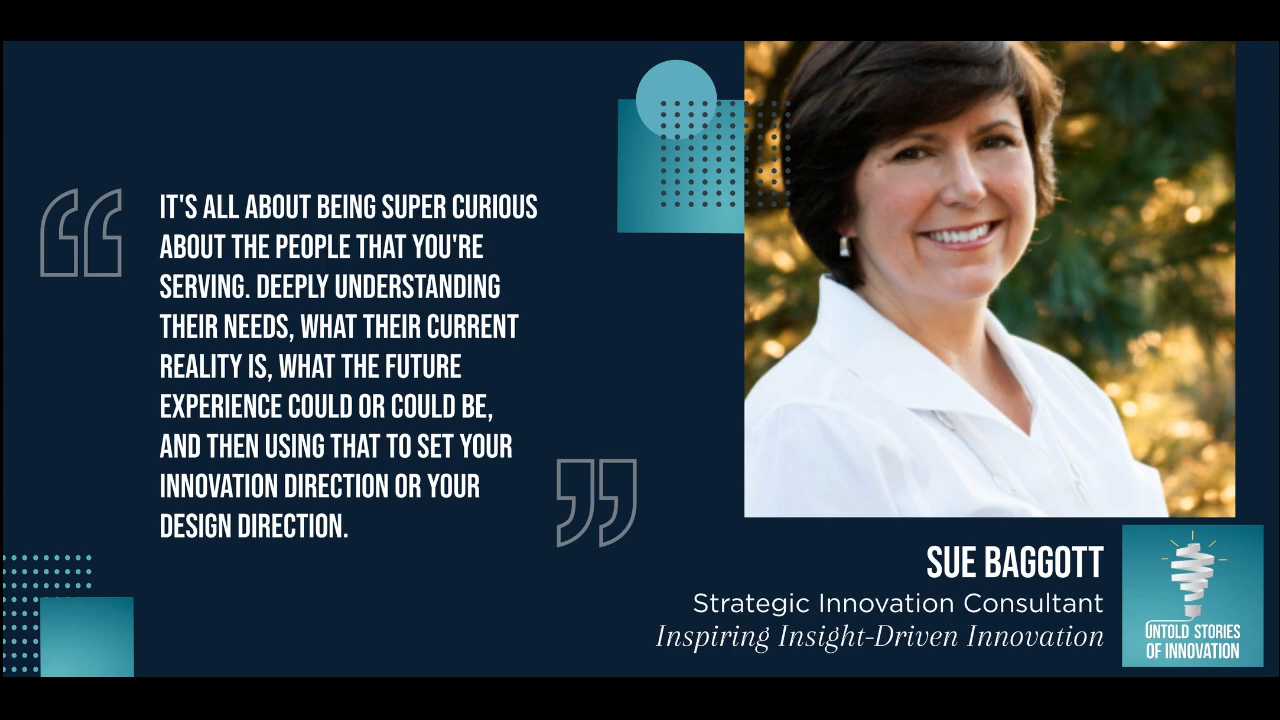 IT'S ALL ABOUT BEING SUPER CURIOUS
ABOUT THE PEOPLE THAT YOU'RE
SERVING. DEEPLY UNDERSTANDING
THEIR NEEDS, WHAT THEIR CURRENT
REALITY IS, WHAT THE FUTURE
EXPERIENCE COULD OR COULD BE,
AND THEN USING THAT TO SET YOUR
INNOVATION DIRECTION OR YOUR
DESIGN DIRECTION.
SUE BAGGOTT
Strategic Innovation Consultant
Inspiring Insight-Driven Innovation
UNTOLD STORIES
OF INNOVATION